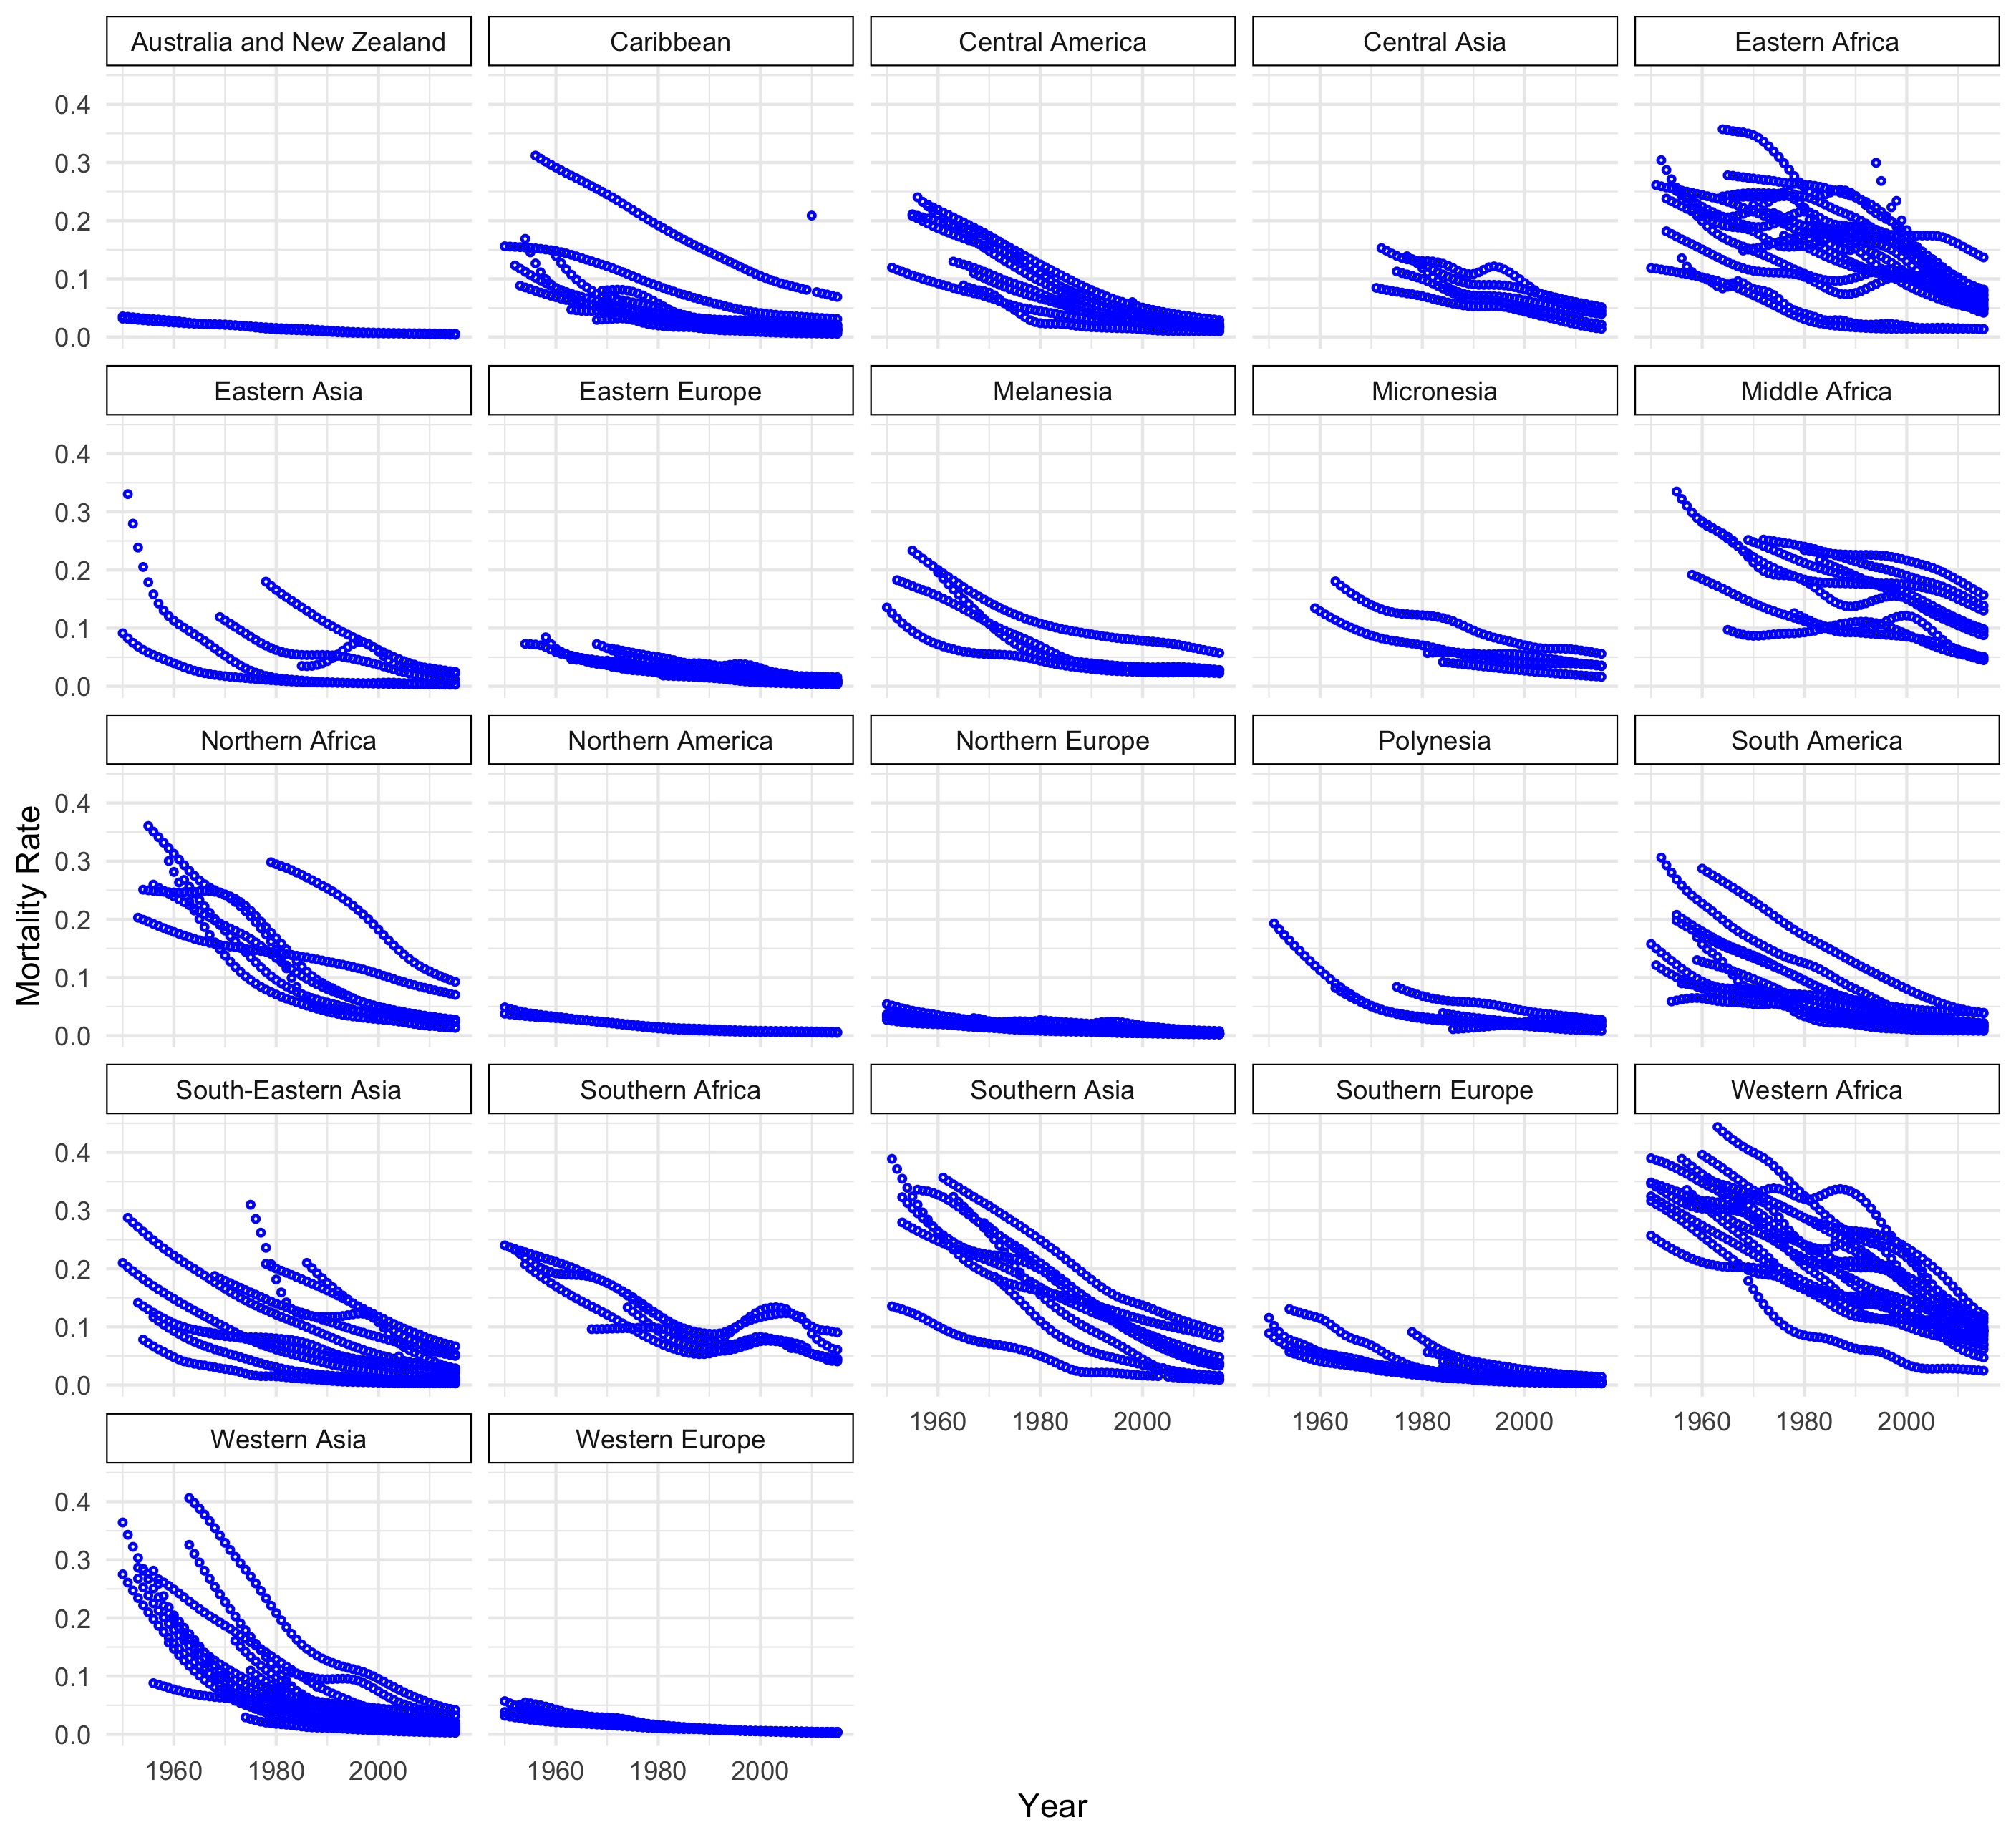 Australia and New Zealand
Caribbean
Central America
Central Asia
Eastern Africa
0.4
0.3
0.2
0.1
0.0
Eastern Asia
Eastern Europe
Melanesia
Micronesia
Middle Africa
0.4
0.3
0.2
0.1
0.0
Northern Africa
Northern America
Northern Europe
Polynesia
South America
0.4
0.3
0.2
0.1
0.0
Mortality Rate
South-Eastern Asia
Southern Africa
Southern Asia
Southern Europe
Western Africa
0.4
0.3
0.2
0.1
0.0
1960 1980 2000
1960 1980 2000
1960 1980 2000
Western Asia
Western Europe
0.4
0.3
0.2
0.1
0.0
1960 1980 2000
1960 1980 2000
Year